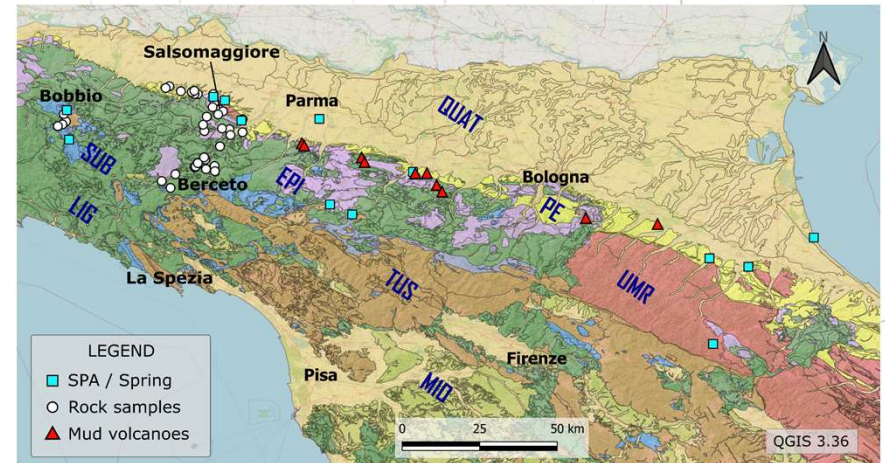 N
Salsomaggiore
Bobbio
Parma
QUAT
SUB
Berceto
EPI
Bologna
PE
LIG
La Spezia
TUS
UMR
LEGEND
SPA / Spring
Rock samples
Mud volcanoes
Pisa
Firenze
MIO
0 25 50 km
QGIS 3.36